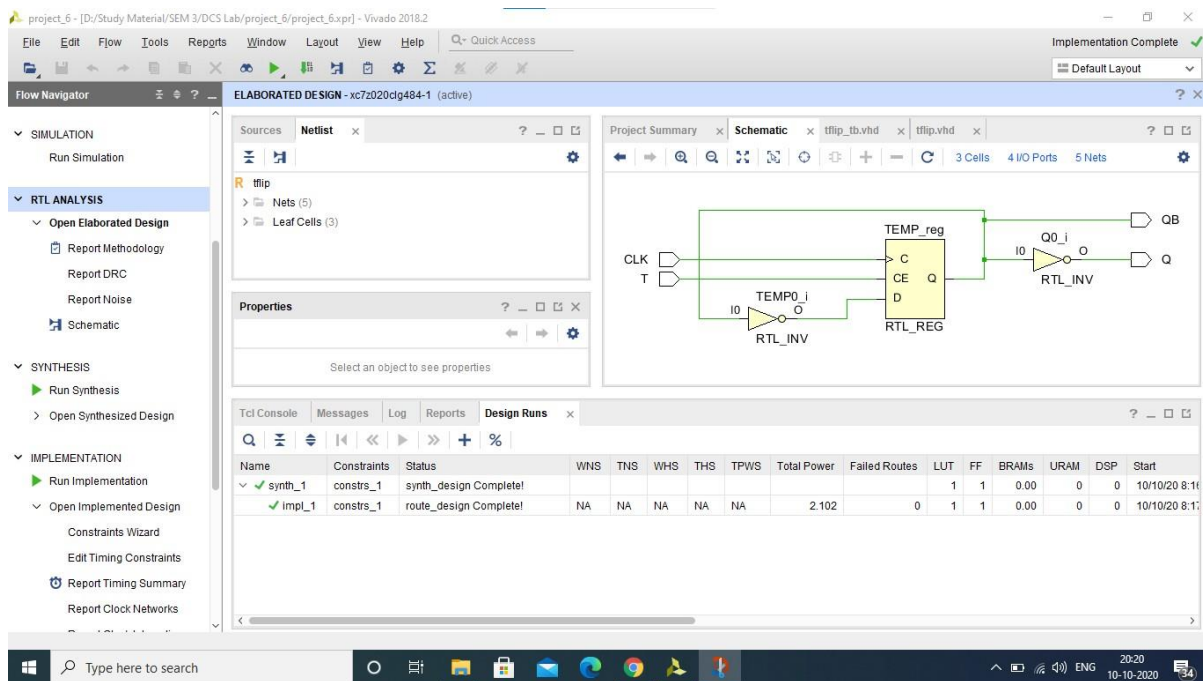 project_6 - [D:/Study Material/SEM 3/DCS Lab/project_6/project_6.xpr] - Vivado 2018.2
File Edit Flow Tools Reports Window Layout View Help Q- Quick Access
Implementation Complete
Default Layout
Flow Navigator
SIMULATION
Run Simulation
RTL ANALYSIS
Open Elaborated Design
Report Methodology
Report DRC
Report Noise
Schematic
SYNTHESIS
Run Synthesis
Open Synthesized Design
IMPLEMENTATION
Run Implementation
Open Implemented Design
Constraints Wizard
Edit Timing Constraints
Report Timing Summary
Report Clock Networks
ELABORATED DESIGN - xc7z020clg484-1 (active)
Sources Netlist
R tflip
Nets (5)
Leaf Cells (3)
Properties
Select an object to see properties
Project Summary Schematic tflip_tb.vhd tflip.vhd
3 Cells 4 I/O Ports 5 Nets
CLK
T
TEMP0_i
I0
O
RTL_INV
TEMP_reg
C
CE Q
D
RTL_REG
Q0_i
I0 O
RTL_INV
QB
Q
Tcl Console Messages Log Reports Design Runs
Name Constraints Status WNS TNS WHS THS TPWS Total Power Failed Routes LUT FF BRAMs URAM DSP Start
synth_1 constrs_1 synth_design Complete! 1 1 0.00 0 0 10/10/20 8:16
impl_1 constrs_1 route_design Complete! NA NA NA NA NA 2.102 0 1 1 0.00 0 0 10/10/20 8:17
Type here to search
ENG
20:20
10-10-2020
34